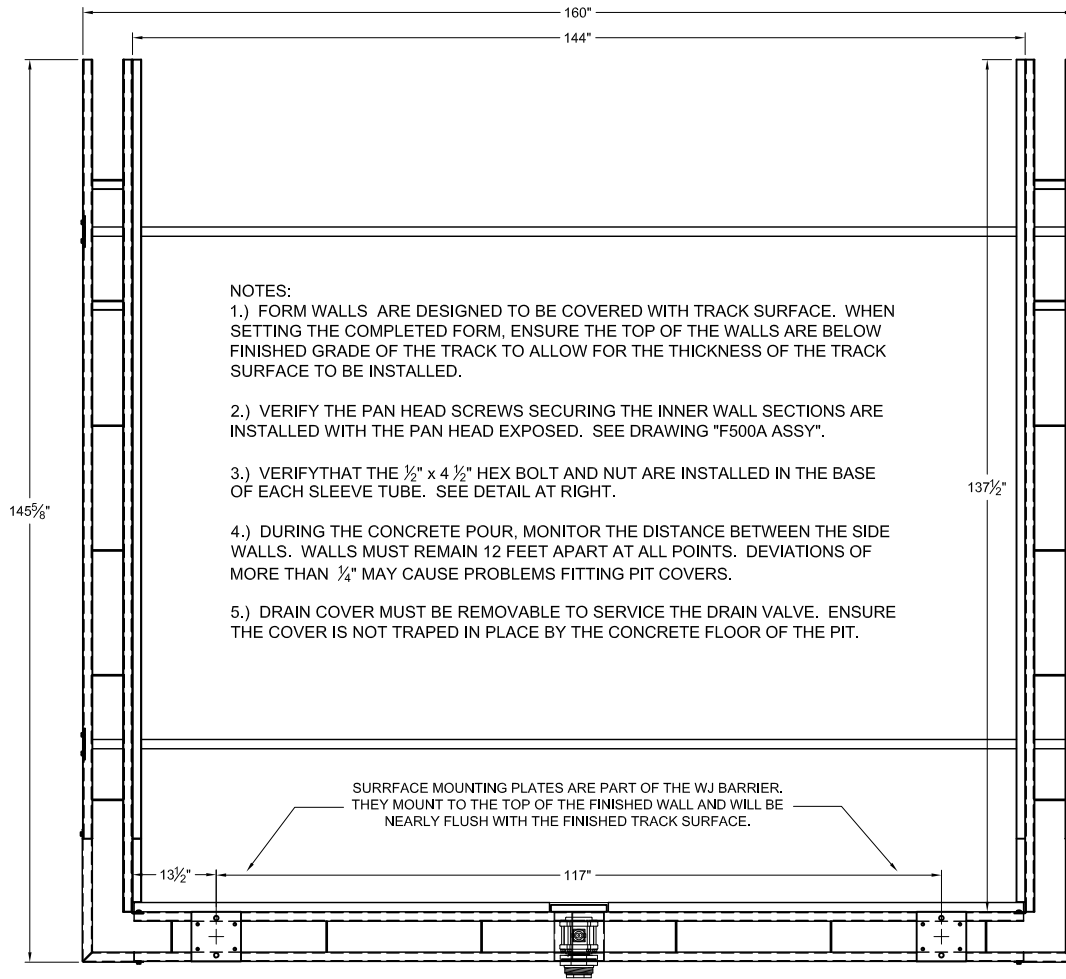 160"
144"
NOTES:
1.) FORM WALLS ARE DESIGNED TO BE COVERED WITH TRACK SURFACE. WHEN
SETTING THE COMPLETED FORM, ENSURE THE TOP OF THE WALLS ARE BELOW
FINISHED GRADE OF THE TRACK TO ALLOW FOR THE THICKNESS OF THE TRACK
SURFACE TO BE INSTALLED.
2.) VERIFY THE PAN HEAD SCREWS SECURING THE INNER WALL SECTIONS ARE
INSTALLED WITH THE PAN HEAD EXPOSED. SEE DRAWING "F500A ASSY".
3.) VERIFYTHAT THE ½" x 4 ½" HEX BOLT AND NUT ARE INSTALLED IN THE BASE
OF EACH SLEEVE TUBE. SEE DETAIL AT RIGHT.
145⅝"
137½"
4.) DURING THE CONCRETE POUR, MONITOR THE DISTANCE BETWEEN THE SIDE
WALLS. WALLS MUST REMAIN 12 FEET APART AT ALL POINTS. DEVIATIONS OF
MORE THAN ¼" MAY CAUSE PROBLEMS FITTING PIT COVERS.
5.) DRAIN COVER MUST BE REMOVABLE TO SERVICE THE DRAIN VALVE. ENSURE
THE COVER IS NOT TRAPED IN PLACE BY THE CONCRETE FLOOR OF THE PIT.
SURRFACE MOUNTING PLATES ARE PART OF THE WJ BARRIER.
THEY MOUNT TO THE TOP OF THE FINISHED WALL AND WILL BE
NEARLY FLUSH WITH THE FINISHED TRACK SURFACE.
13½"
117"